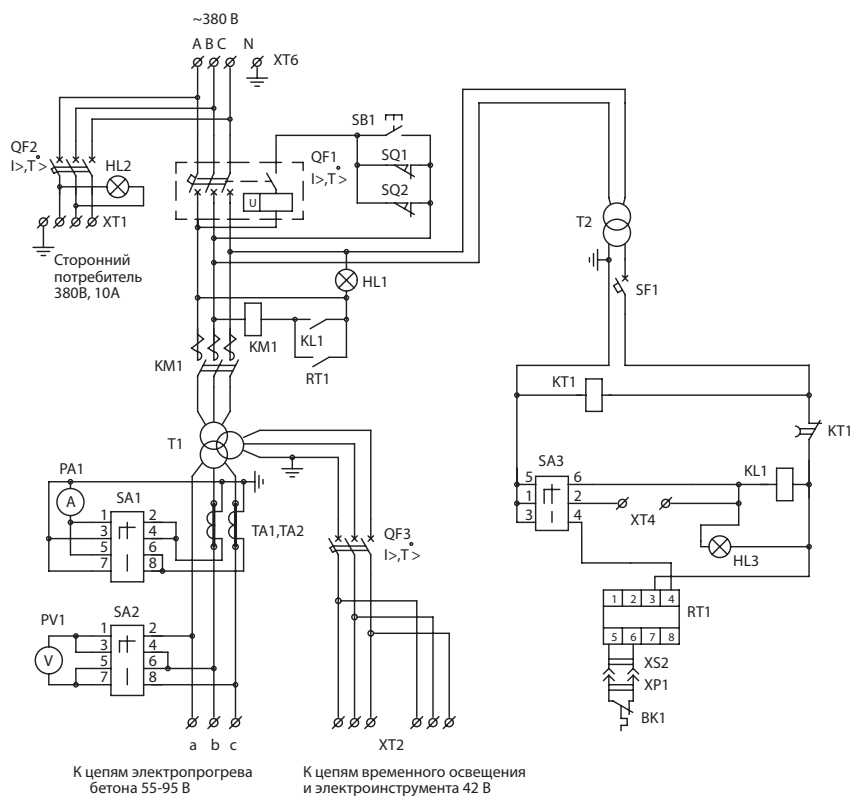 ~380 В
A B C N
XT6
QF2
I>,T°>
HL2
XT1
Сторонний
потребитель
380В, 10А
SB1
SQ1
SQ2
QF1
I>,T°>
U
HL1
KM1
KL1
RT1
KM1
T2
SF1
KT1
KT1
T1
PA1
A
SA1
1 2
3 4
5 6
7 8
TA1,TA2
QF3
I>,T°>
SA3
5 6
1 2
3 4
KL1
XT4
HL3
1 2 3 4
RT1
5 6 7 8
XS2
XP1
BK1
PV1
V
SA2
1 2
3 4
5 6
7 8
a b c
XT2
К цепям электропрогрева
бетона 55-95 В
К цепям временного освещения
и электроинструмента 42 В